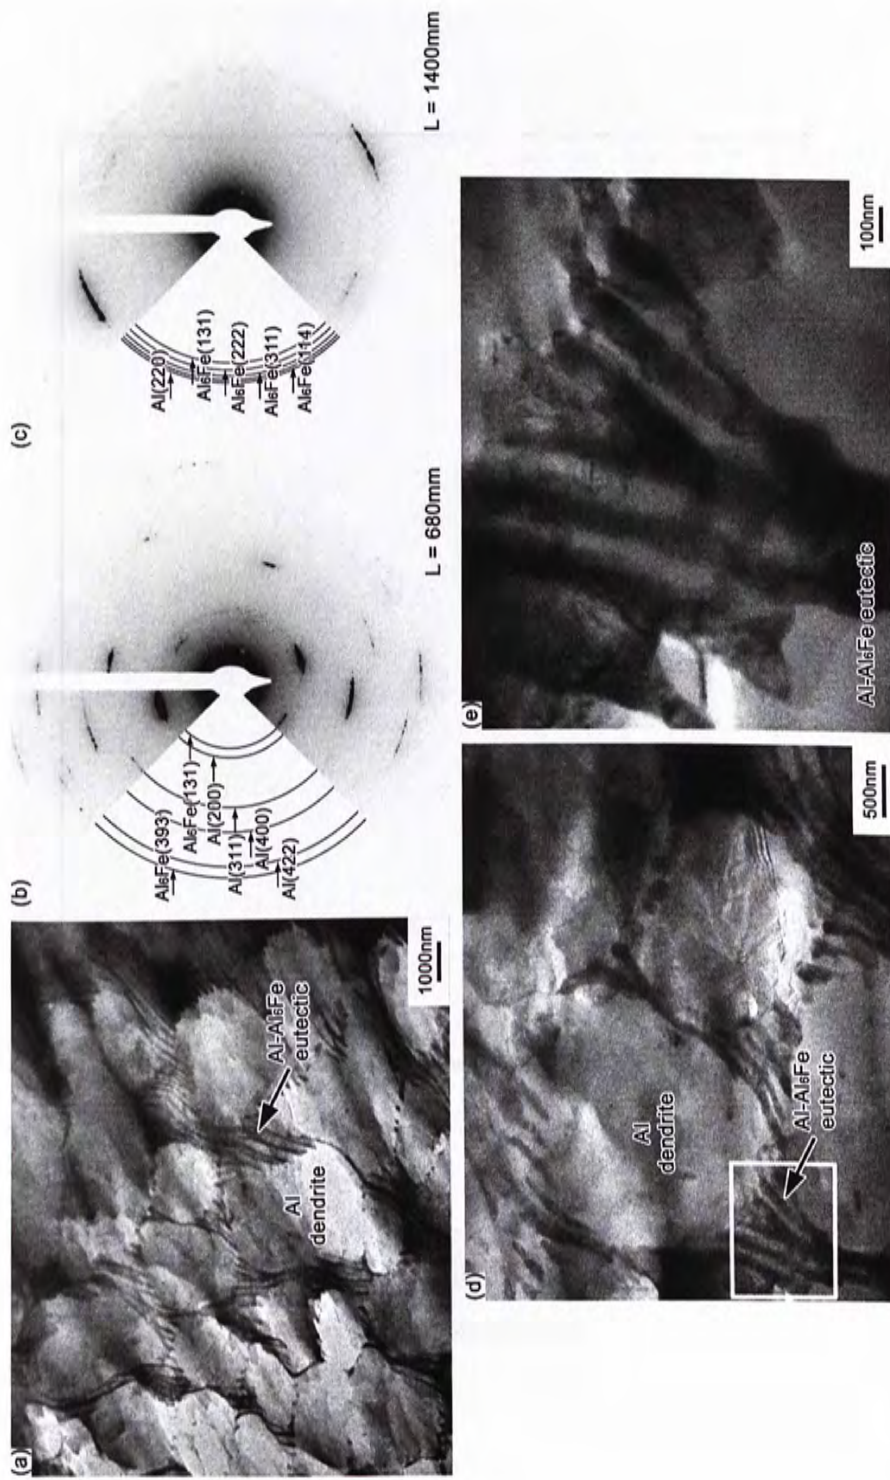 (a)
Al
dendrite
Al-Al₆Fe
eutectic
1000nm
(b)
Al₆Fe(393)
Al₆Fe(131)
Al(200)
Al(311)
Al(400)
Al(422)
L = 680mm
(c)
Al(220)
Al₆Fe(131)
Al₆Fe(222)
Al₆Fe(311)
Al₆Fe(114)
L = 1400mm
(d)
Al
dendrite
Al-Al₆Fe
eutectic
500nm
(e)
Al-Al₆Fe eutectic
100nm